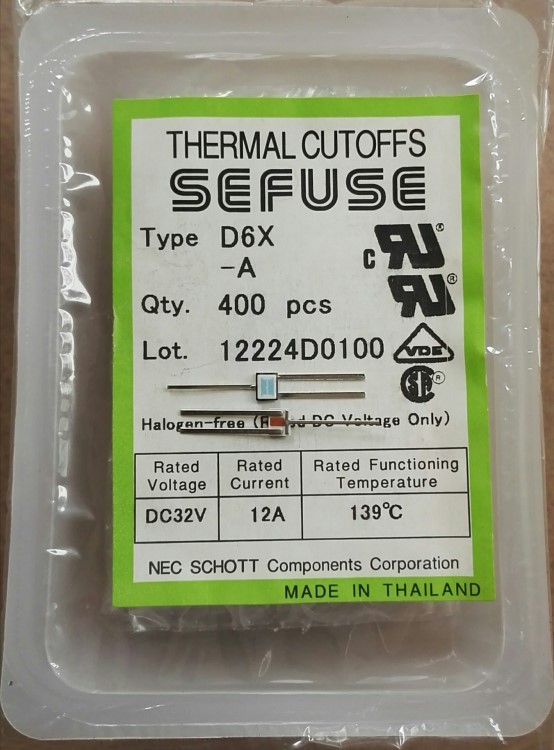 THERMAL CUTOFFS
SEFUSE
Type D6X
-A
Qty. 400 pcs
Lot. 12224D0100
VDE
Halogen-free DC Voltage Only)
Rated Voltage
Rated Current
Rated Functioning Temperature
DC32V
12A
139℃
NEC SCHOTT Components Corporation
MADE IN THAILAND